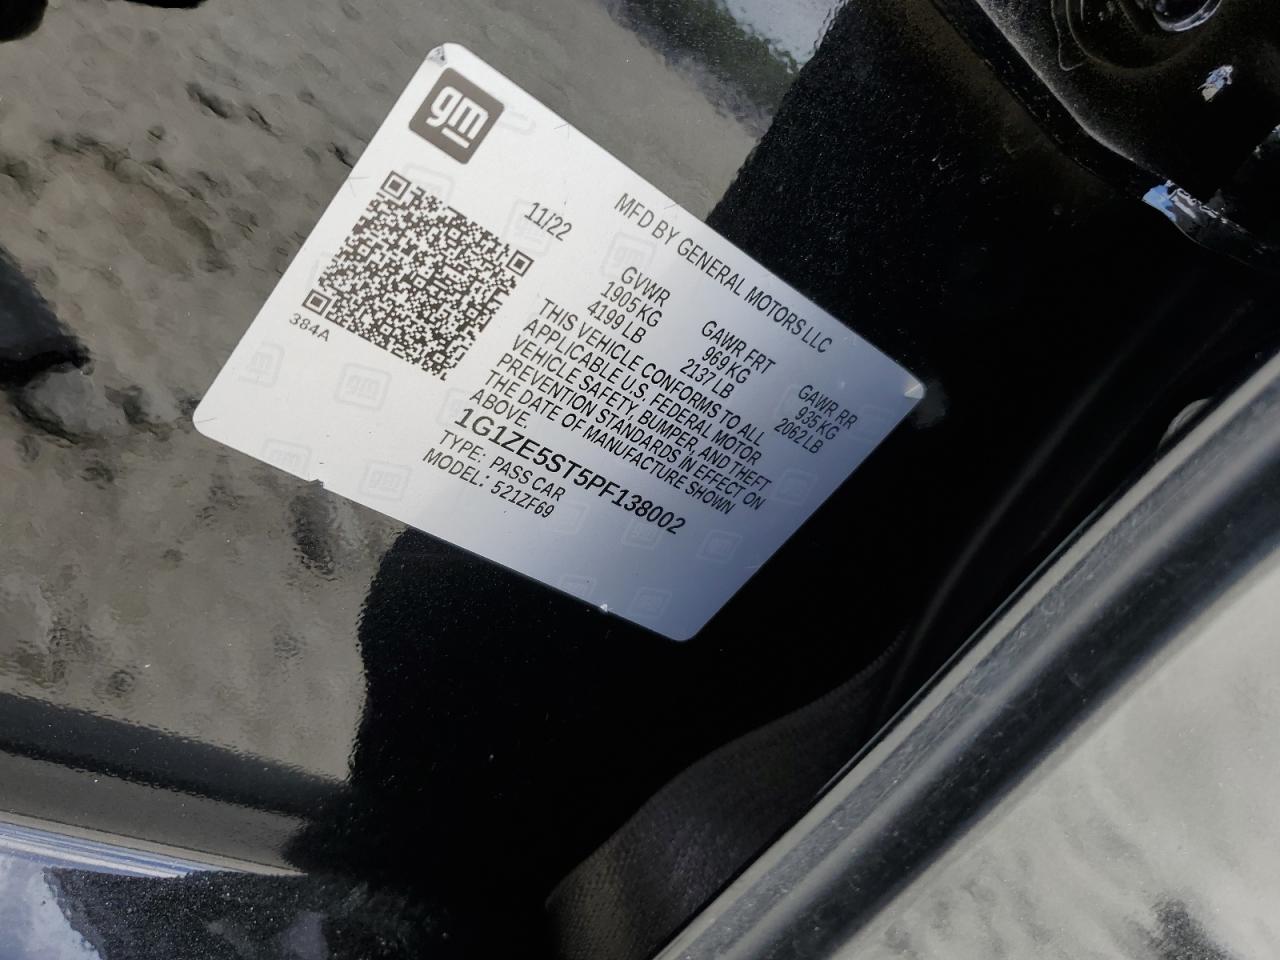 gm
11/22
384A
MFD BY GENERAL MOTORS LLC
GVWR GAWR FRT GAWR RR
1905 KG 969 KG 935 KG
4199 LB 2137 LB 2062 LB
THIS VEHICLE CONFORMS TO ALL
APPLICABLE U.S. FEDERAL MOTOR
VEHICLE SAFETY, BUMPER, AND THEFT
PREVENTION STANDARDS IN EFFECT ON
THE DATE OF MANUFACTURE SHOWN
ABOVE.
1G1ZE5ST5PF138002
TYPE: PASS CAR
MODEL: 521ZF69